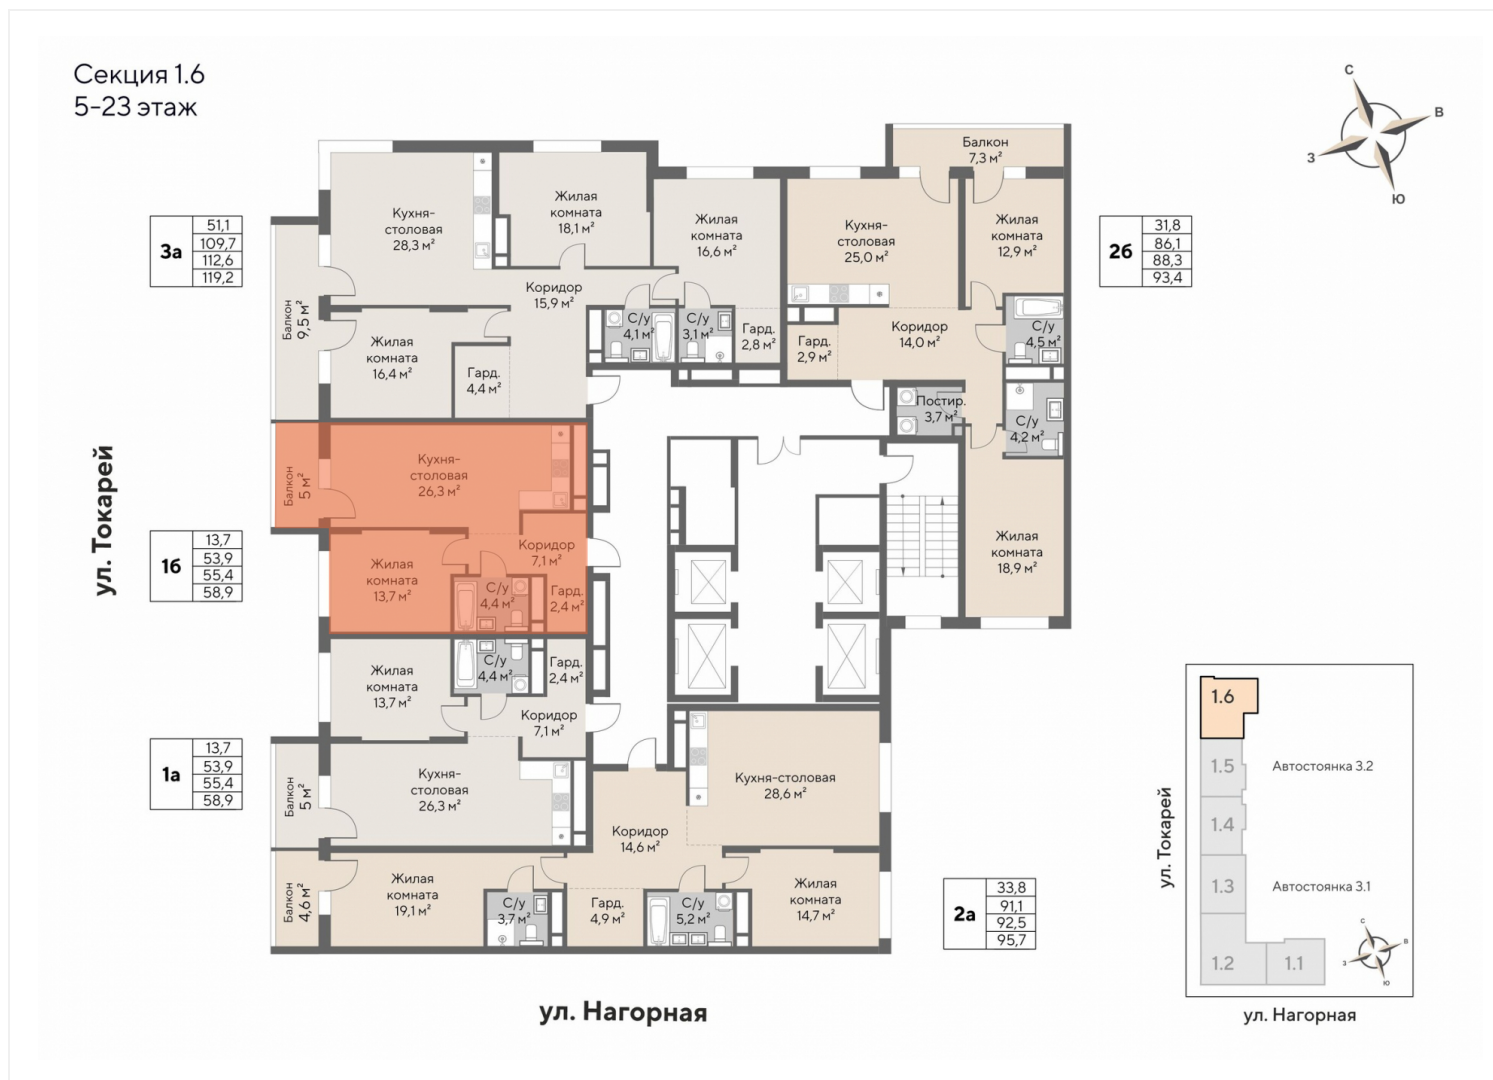 Секция 1.6
5-23 этаж
С
В
З
Ю
Балкон
7,3 м²
3а
51,1
109,7
112,6
119,2
Кухня-
столовая
28,3 м²
Жилая
комната
18,1 м²
Жилая
комната
16,6 м²
Кухня-
столовая
25,0 м²
Жилая
комната
12,9 м²
2б
31,8
86,1
88,3
93,4
Балкон
9,5 м²
Коридор
15,9 м²
С/у
4,1 м²
С/у
3,1 м²
Гард.
2,8 м²
Гард.
2,9 м²
Коридор
14,0 м²
С/у
4,5 м²
Жилая
комната
16,4 м²
Гард.
4,4 м²
Постир.
3,7 м²
С/у
4,2 м²
ул. Токарей
Балкон
5 м²
Кухня-
столовая
26,3 м²
1б
13,7
53,9
55,4
58,9
Жилая
комната
13,7 м²
Коридор
7,1 м²
С/у
4,4 м²
Гард.
2,4 м²
Жилая
комната
18,9 м²
Жилая
комната
13,7 м²
С/у
4,4 м²
Гард.
2,4 м²
Коридор
7,1 м²
1а
13,7
53,9
55,4
58,9
Балкон
5 м²
Кухня-
столовая
26,3 м²
Кухня-столовая
28,6 м²
Коридор
14,6 м²
Балкон
4,6 м²
Жилая
комната
19,1 м²
С/у
3,7 м²
Гард.
4,9 м²
С/у
5,2 м²
Жилая
комната
14,7 м²
2а
33,8
91,1
92,5
95,7
ул. Нагорная
1.6
1.5
Автостоянка 3.2
1.4
ул. Токарей
1.3
Автостоянка 3.1
1.2
1.1
С
В
З
Ю
ул. Нагорная